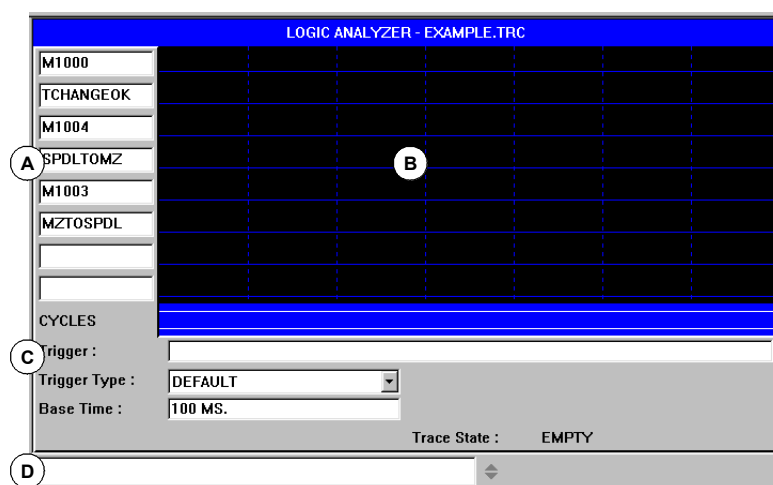 LOGIC ANALYZER - EXAMPLE.TRC
M1000
TCHANGEOK
M1004
A SPDLTOMZ B
M1003
MZTOSPDL
CYCLES
C Trigger :
Trigger Type : DEFAULT
Base Time : 100 MS.
Trace State : EMPTY
D